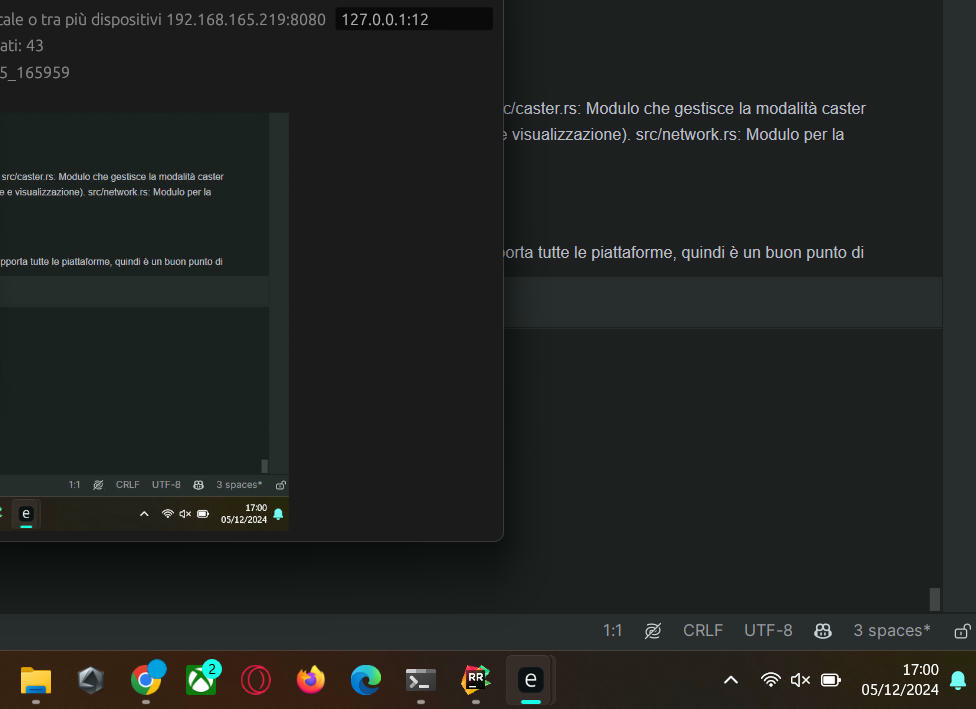 cale o tra più dispositivi 192.168.165.219:8080 127.0.0.1:12
ati: 43
5_165959
c/caster.rs: Modulo che gestisce la modalità caster
e visualizzazione). src/network.rs: Modulo per la
src/caster.rs: Modulo che gestisce la modalità caster
e e visualizzazione). src/network.rs: Modulo per la
porta tutte le piattaforme, quindi è un buon punto di
pporta tutte le piattaforme, quindi è un buon punto di
1:1 CRLF UTF-8 3 spaces*
e 17:00
05/12/2024
1:1 CRLF UTF-8 3 spaces*
2 RR e 17:00
05/12/2024